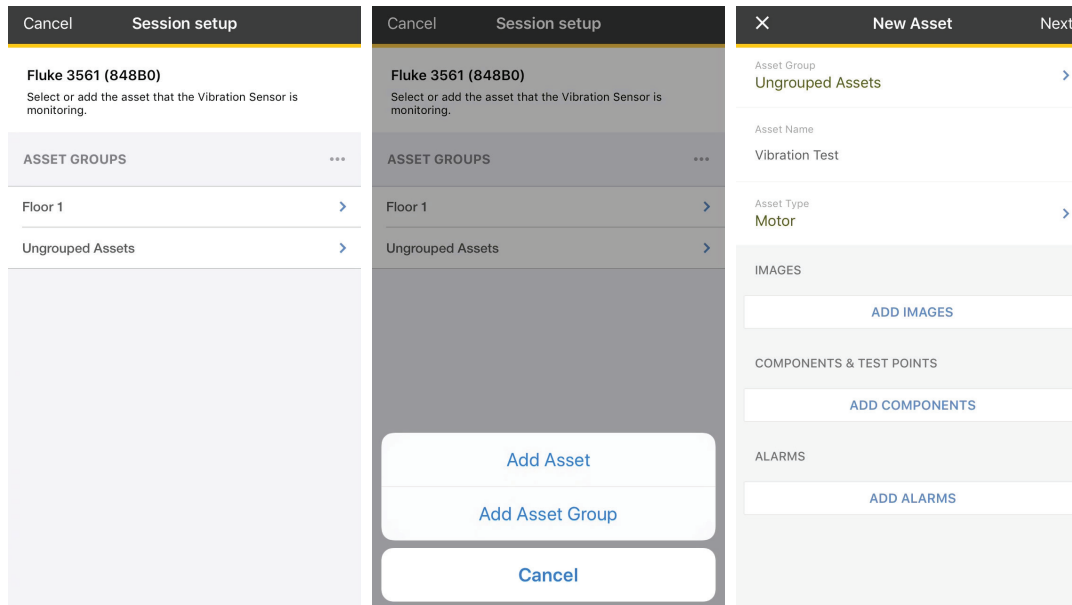 Cancel Session setup
Fluke 3561 (848B0)
Select or add the asset that the Vibration Sensor is
monitoring.
ASSET GROUPS
Floor 1
Ungrouped Assets
Cancel Session setup
Fluke 3561 (848B0)
Select or add the asset that the Vibration Sensor is
monitoring.
ASSET GROUPS
Floor 1
Ungrouped Assets
Add Asset
Add Asset Group
Cancel
New Asset Next
Asset Group
Ungrouped Assets
Asset Name
Vibration Test
Asset Type
Motor
IMAGES
ADD IMAGES
COMPONENTS & TEST POINTS
ADD COMPONENTS
ALARMS
ADD ALARMS